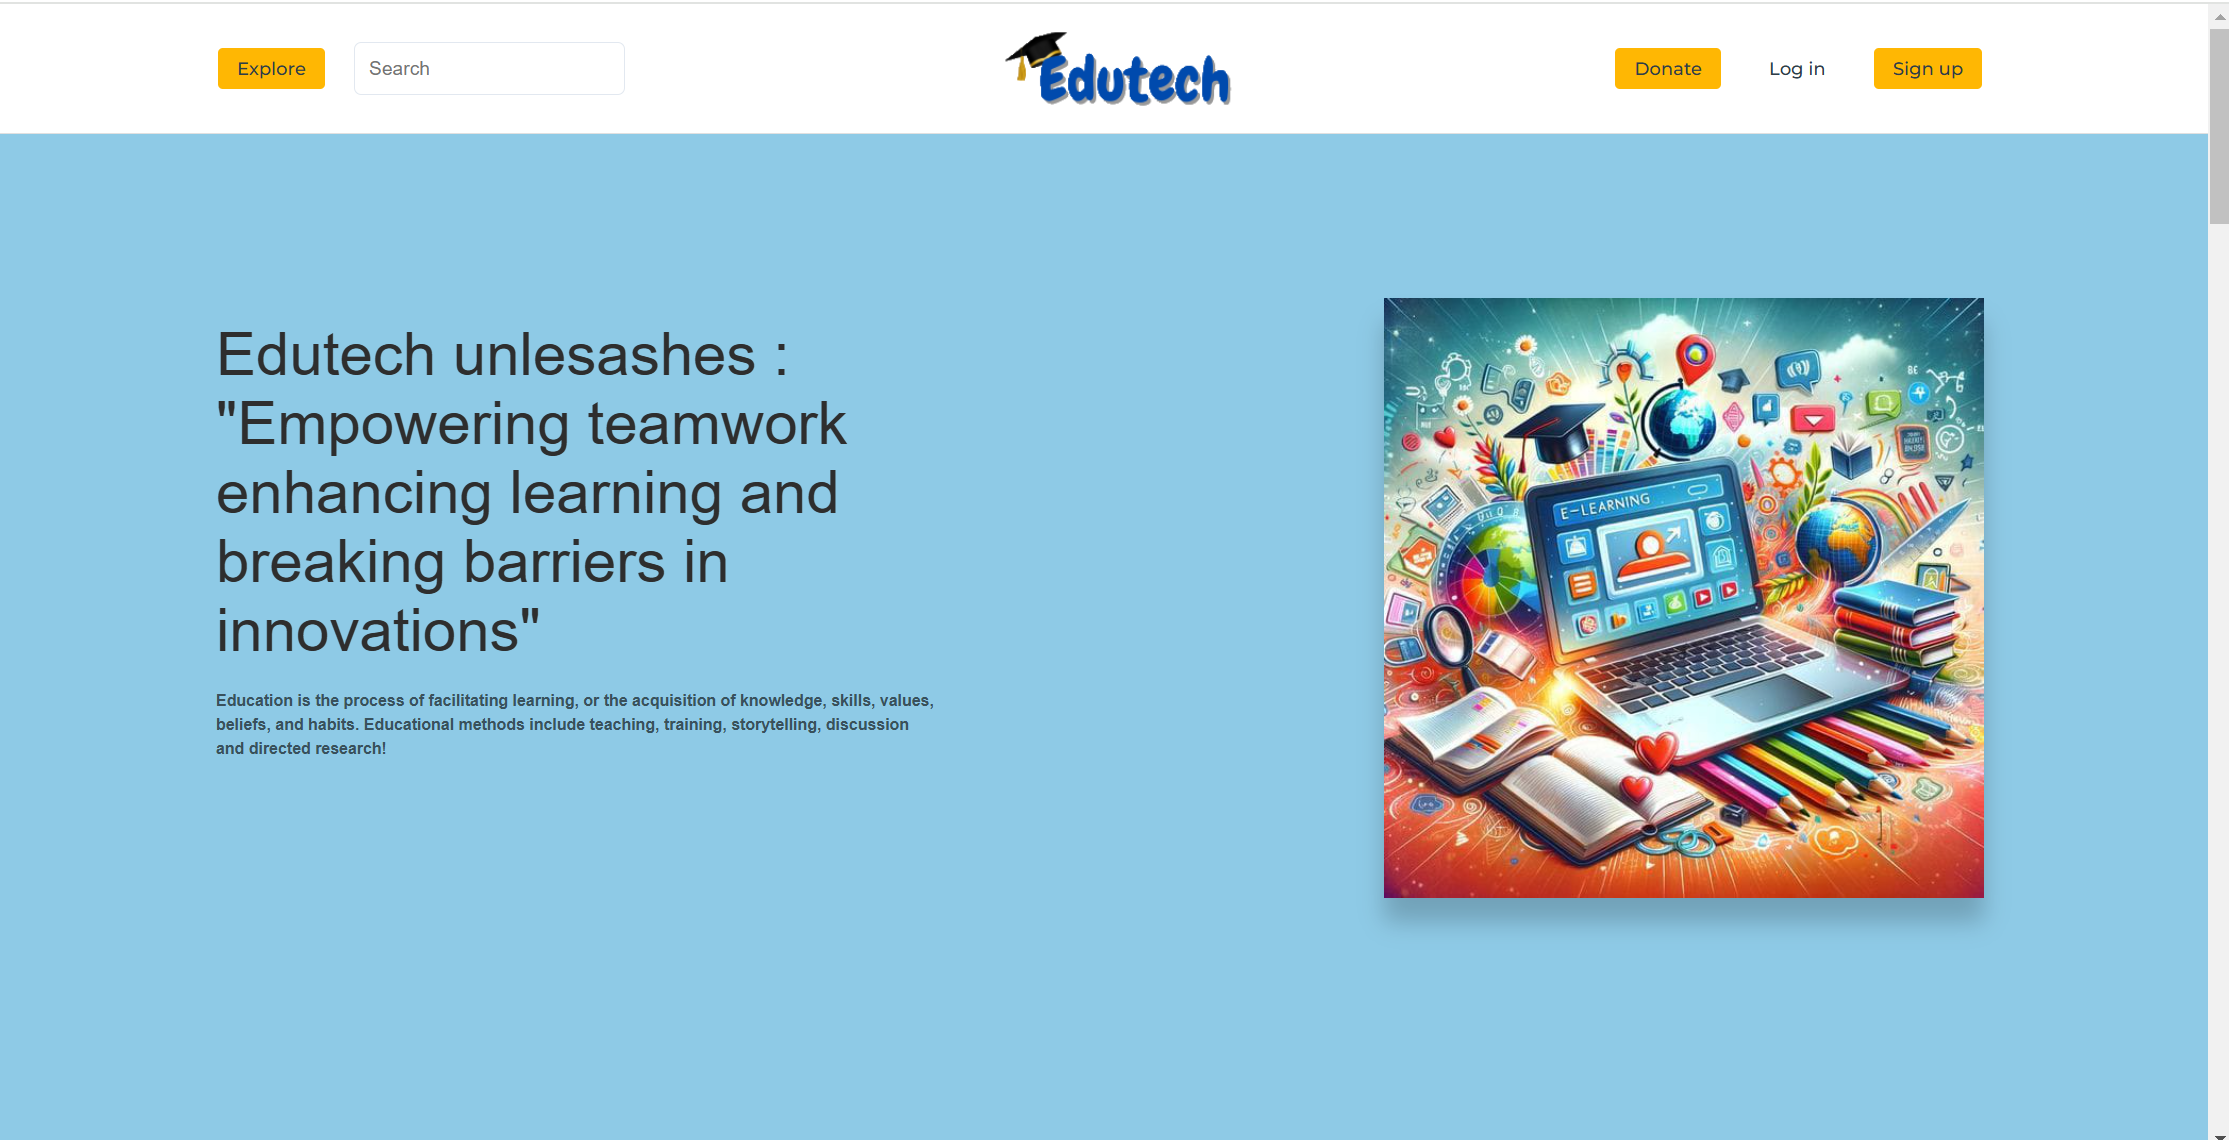 Explore
Search
Edutech
Donate
Log in
Sign up
Edutech unlesashes :
"Empowering teamwork
enhancing learning and
breaking barriers in
innovations"
Education is the process of facilitating learning, or the acquisition of knowledge, skills, values,
beliefs, and habits. Educational methods include teaching, training, storytelling, discussion
and directed research!
E-LEARNING